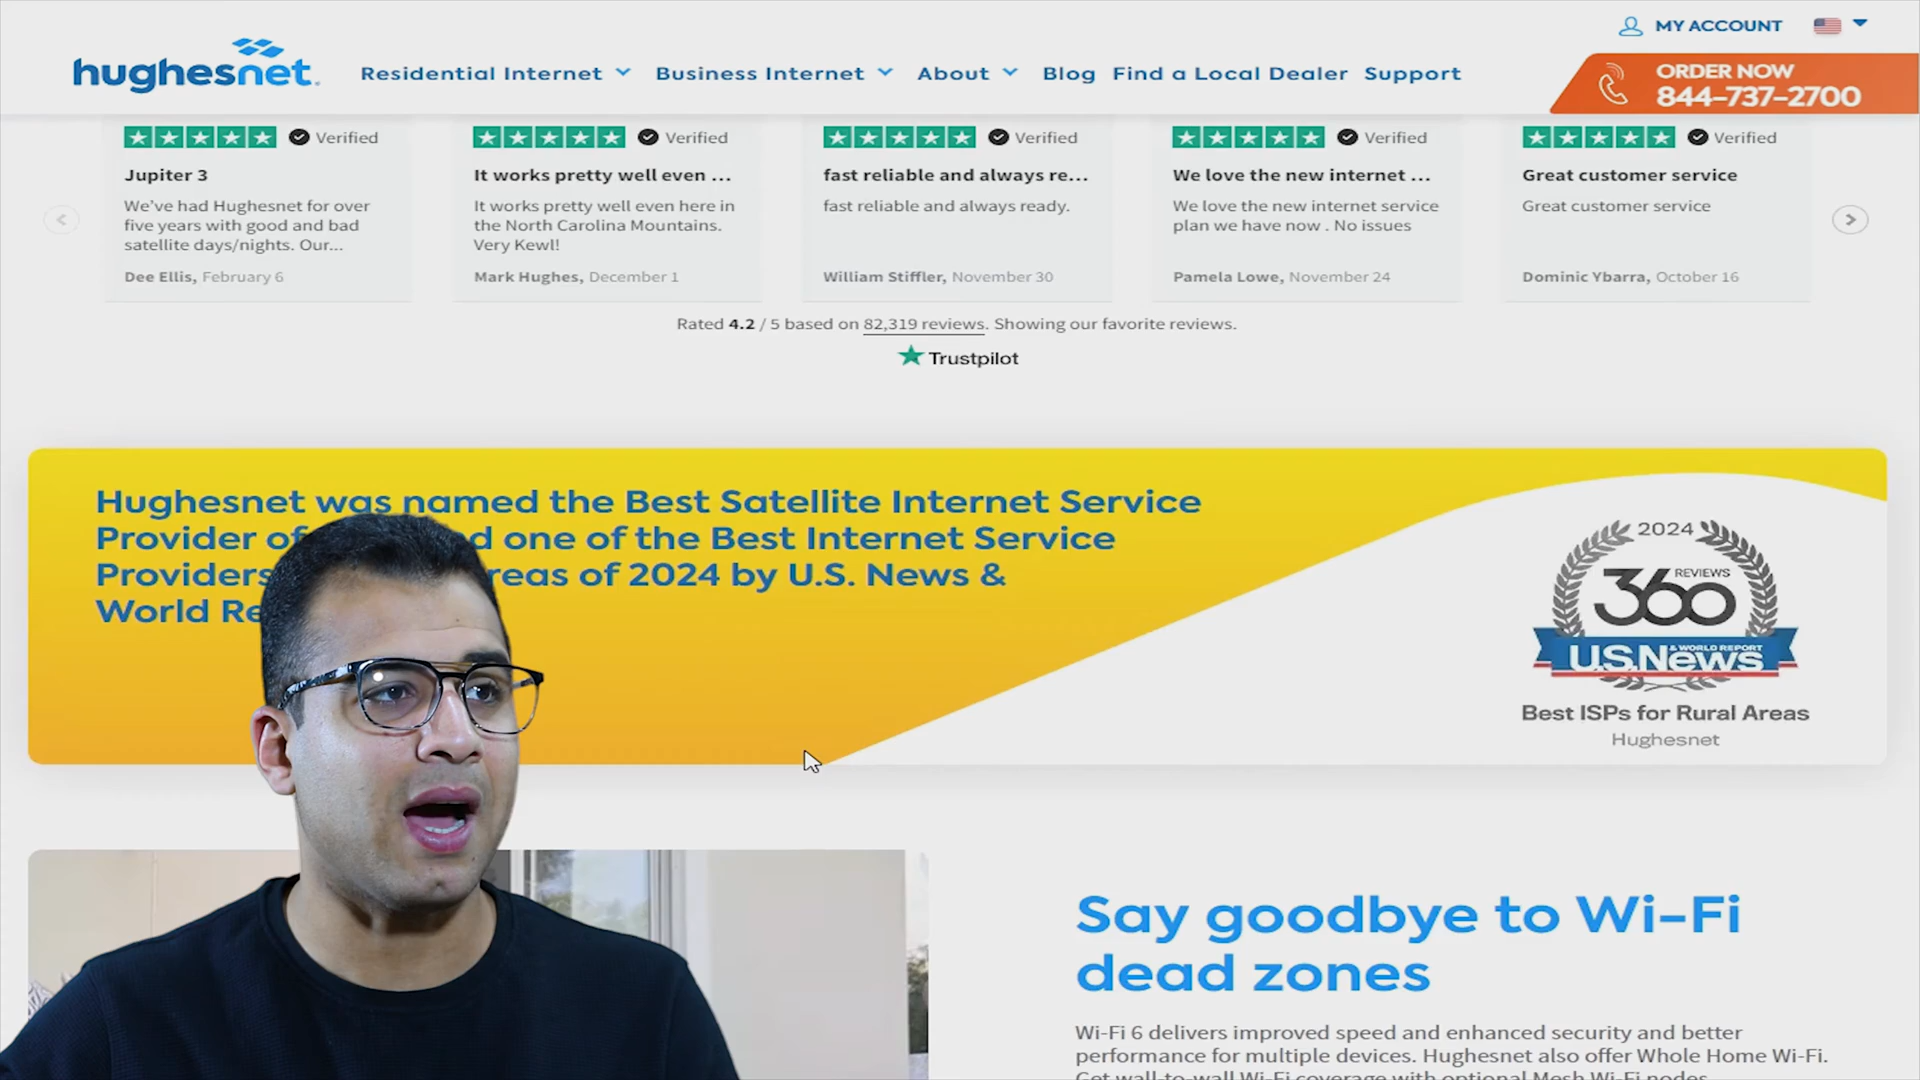 MY ACCOUNT
hughesnet.
Residential Internet
Business Internet
About
Blog
Find a Local Dealer
Support
ORDER NOW
844-737-2700
Verified
Jupiter 3
We've had Hughesnet for over
five years with good and bad
satellite days/nights. Our...
Dee Ellis, February 6
Verified
It works pretty well even ...
It works pretty well even here in
the North Carolina Mountains.
Very Kewl!
Mark Hughes, December 1
Verified
fast reliable and always re...
fast reliable and always ready.
William Stiffler, November 30
Verified
We love the new internet ...
We love the new internet service
plan we have now . No issues
Pamela Lowe, November 24
Verified
Great customer service
Great customer service
Dominic Ybarra, October 16
Rated 4.2 / 5 based on 82,319 reviews. Showing our favorite reviews.
Trustpilot
Hughesnet was named the Best Satellite Internet Service
Provider of one of the Best Internet Service
Providers of 2024 by U.S. News &
World
2024
360
REVIEWS
U.S.News
& WORLD REPORT
Best ISPs for Rural Areas
Hughesnet
Say goodbye to Wi-Fi
dead zones
Wi-Fi 6 delivers improved speed and enhanced security and better
performance for multiple devices. Hughesnet also offer Whole Home Wi-Fi.
Get wall-to-wall Wi-Fi coverage with optional Mesh Wi-Fi nodes